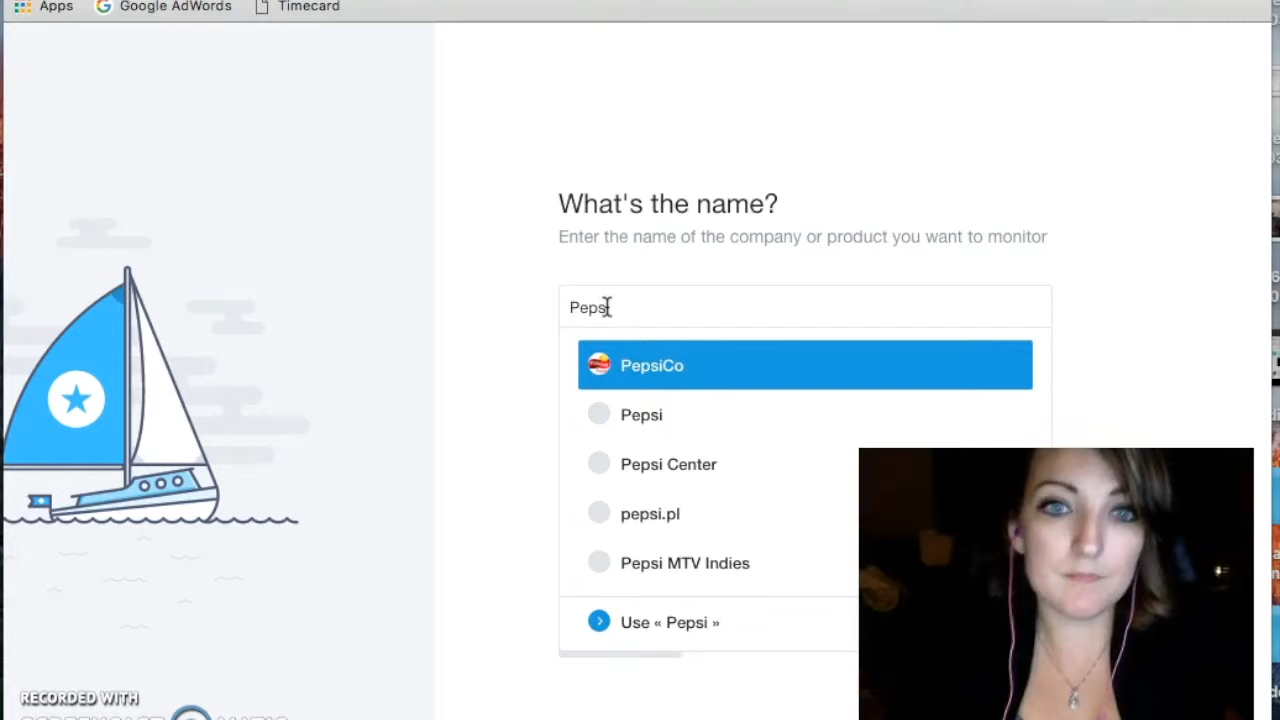 Apps Google AdWords Timecard
What's the name?
Enter the name of the company or product you want to monitor
Pepsi
PepsiCo
Pepsi
Pepsi Center
pepsi.pl
Pepsi MTV Indies
Use « Pepsi »
RECORDED WITH